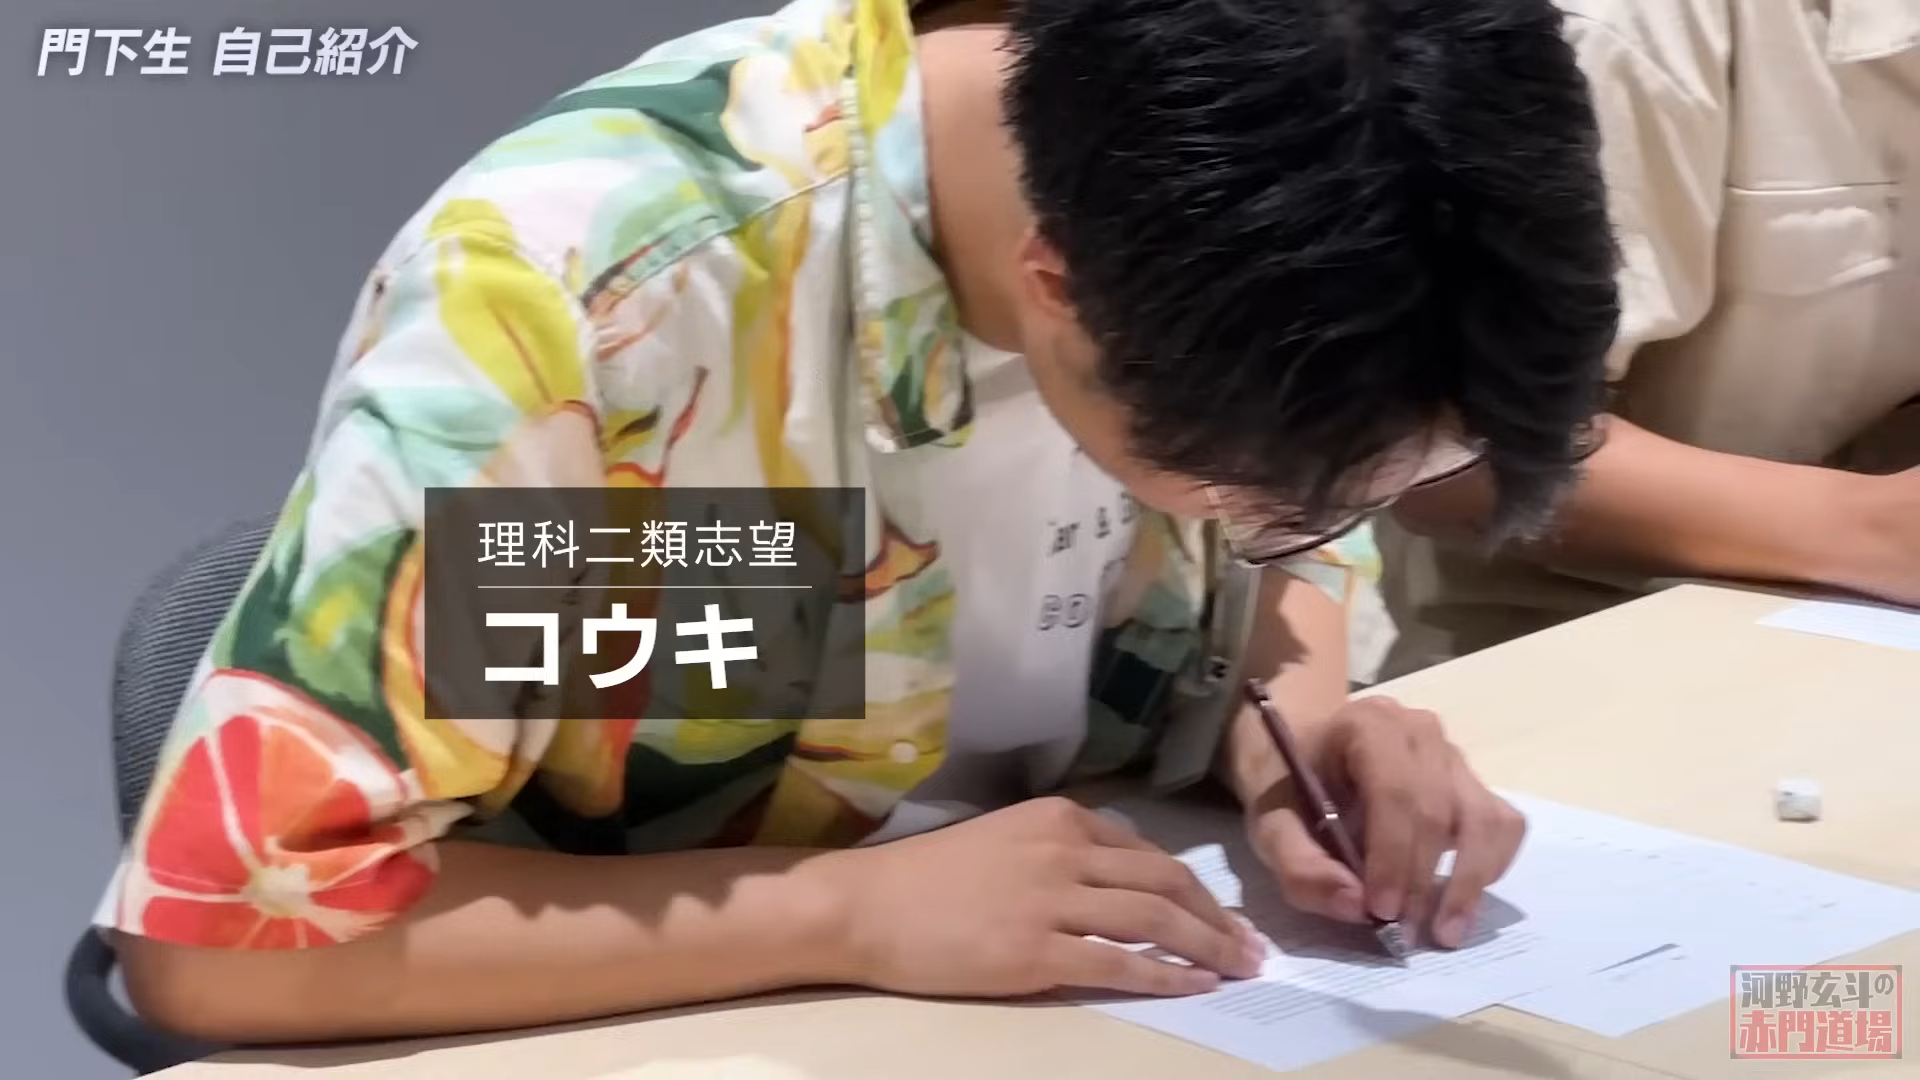 門下生 自己紹介
理科二類志望
コウキ
河野玄斗の
赤門道場